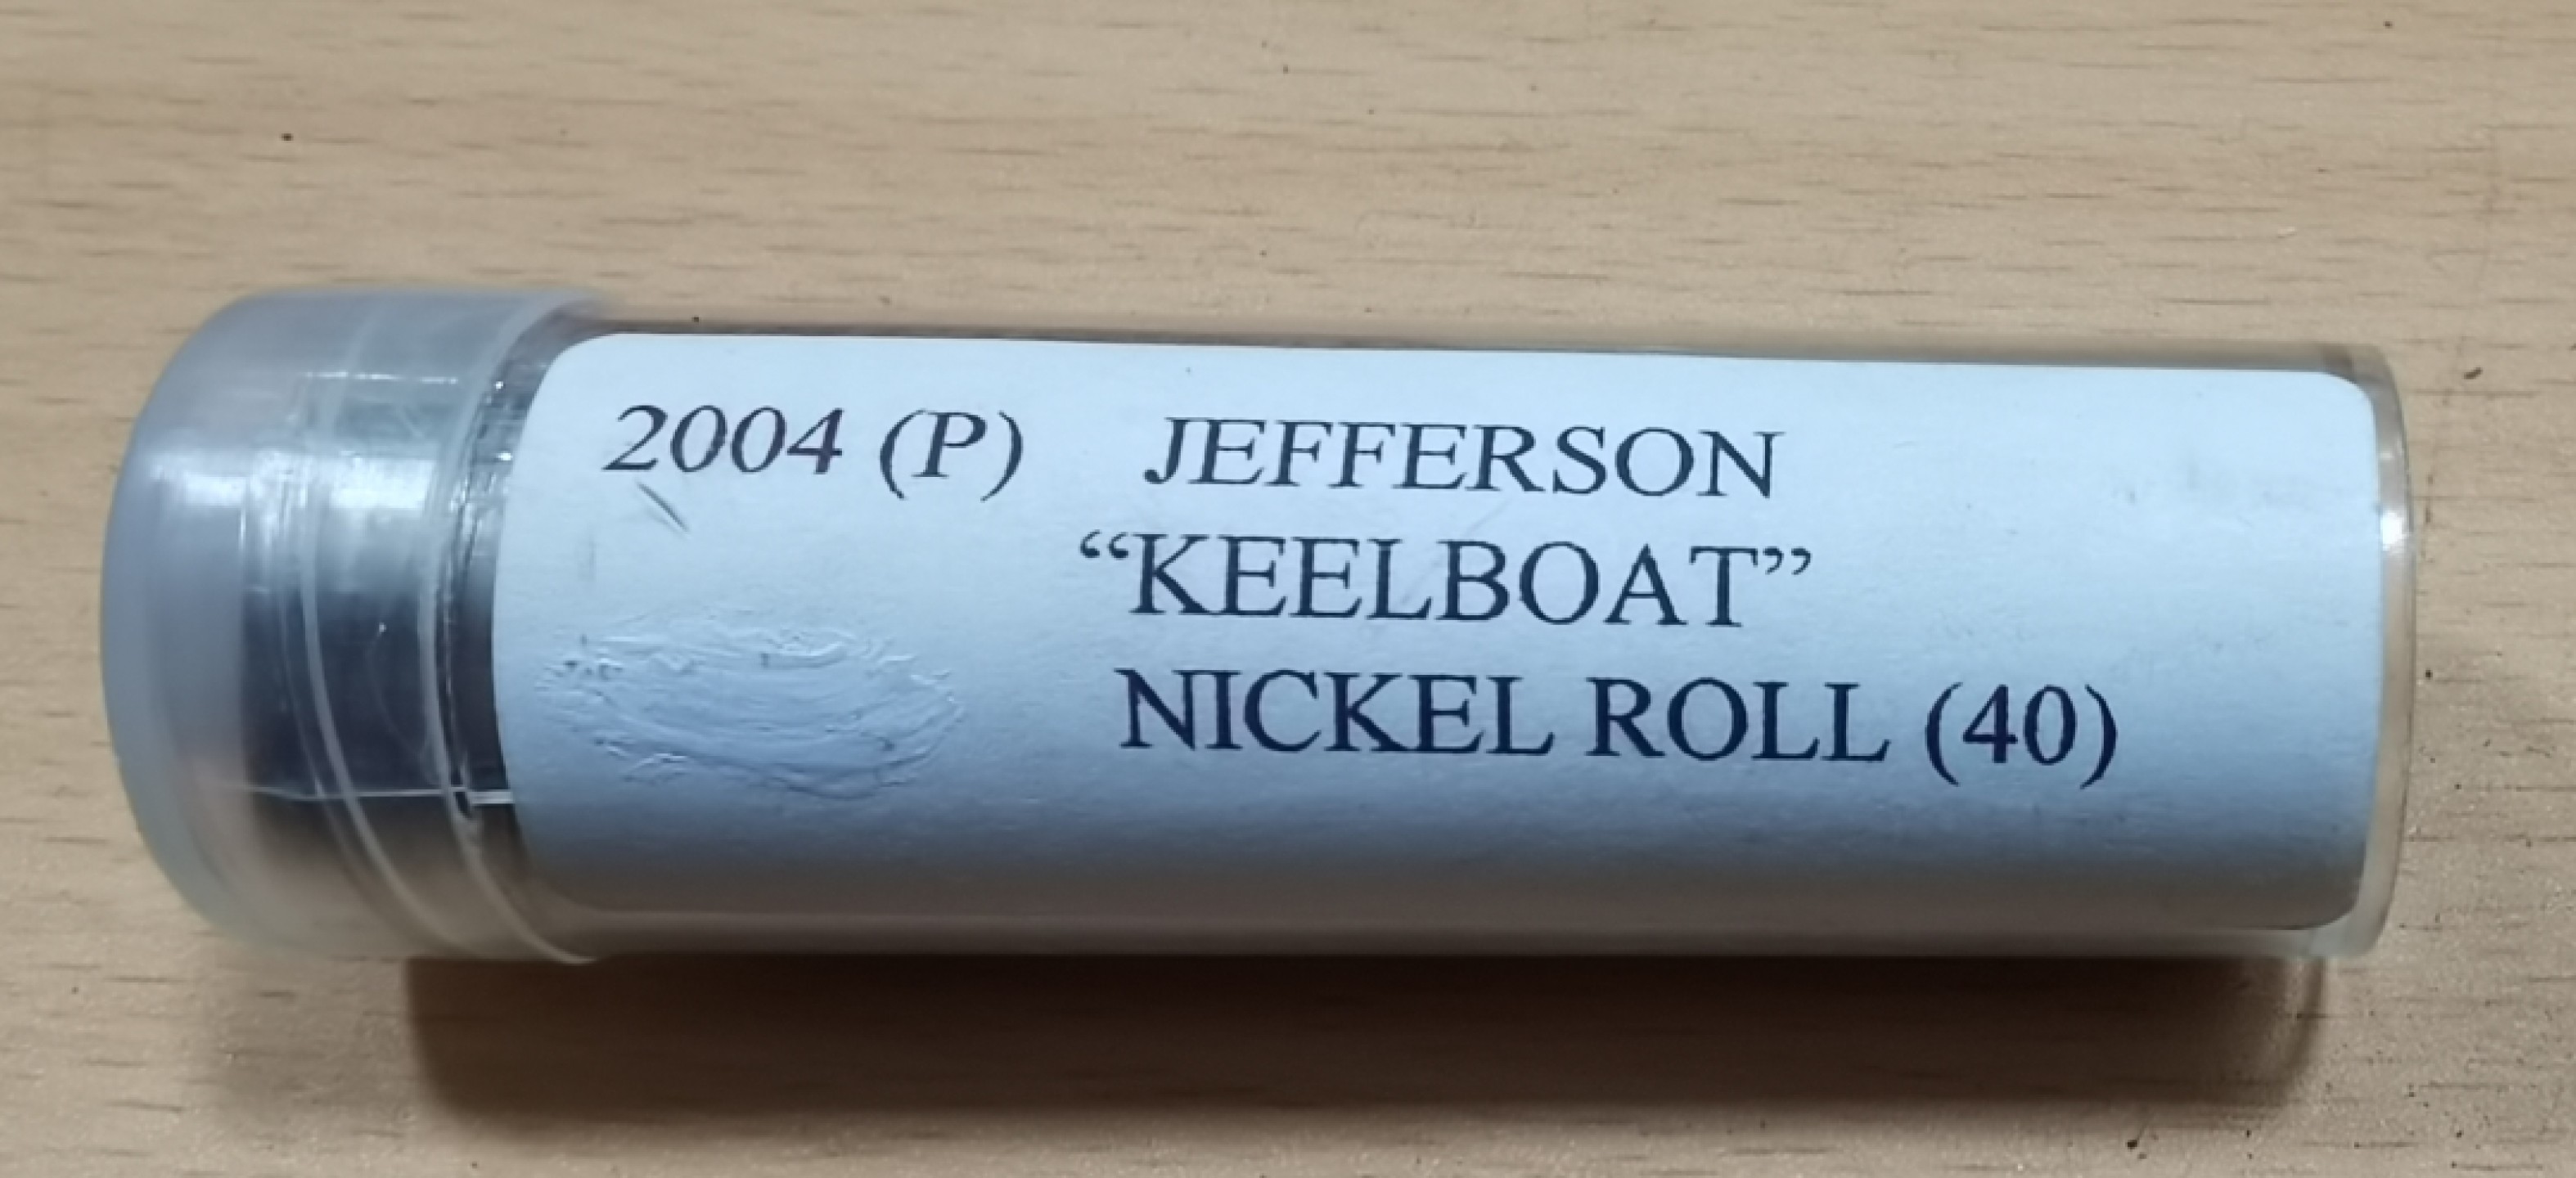 2004 (P) JEFFERSON
“KEELBOAT”
NICKEL ROLL (40)